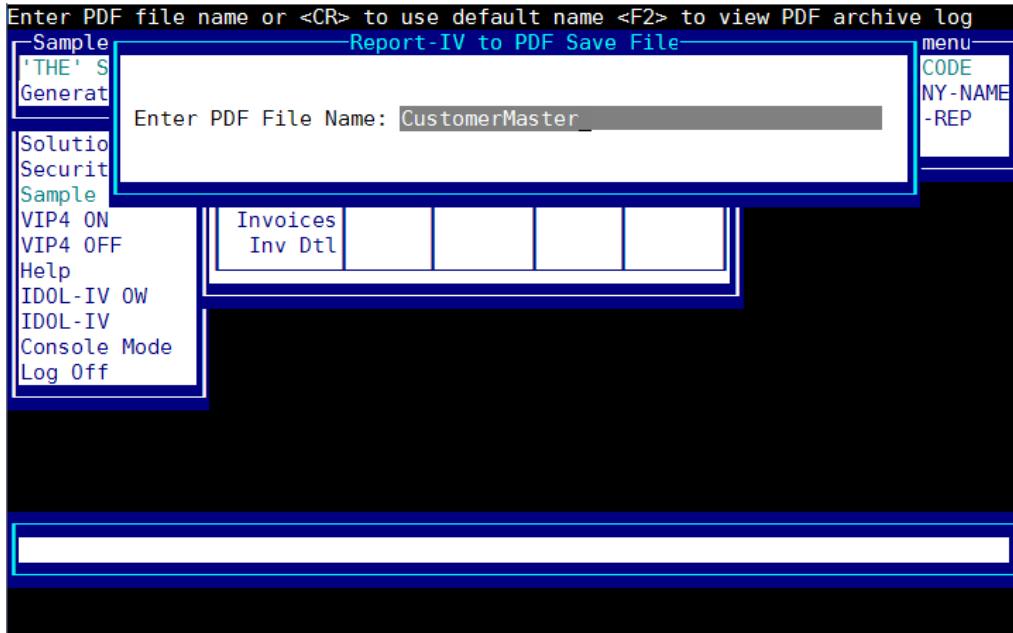 Enter PDF file name or <CR> to use default name <F2> to view PDF archive log
Sample Report-IV to PDF Save File menu
'THE' S CODE
Generat NY-NAME
Enter PDF File Name: CustomerMaster_ -REP
Solutio
Securit
Sample
VIP4 ON Invoices
VIP4 OFF Inv Dtl
Help
IDOL-IV OW
IDOL-IV
Console Mode
Log Off